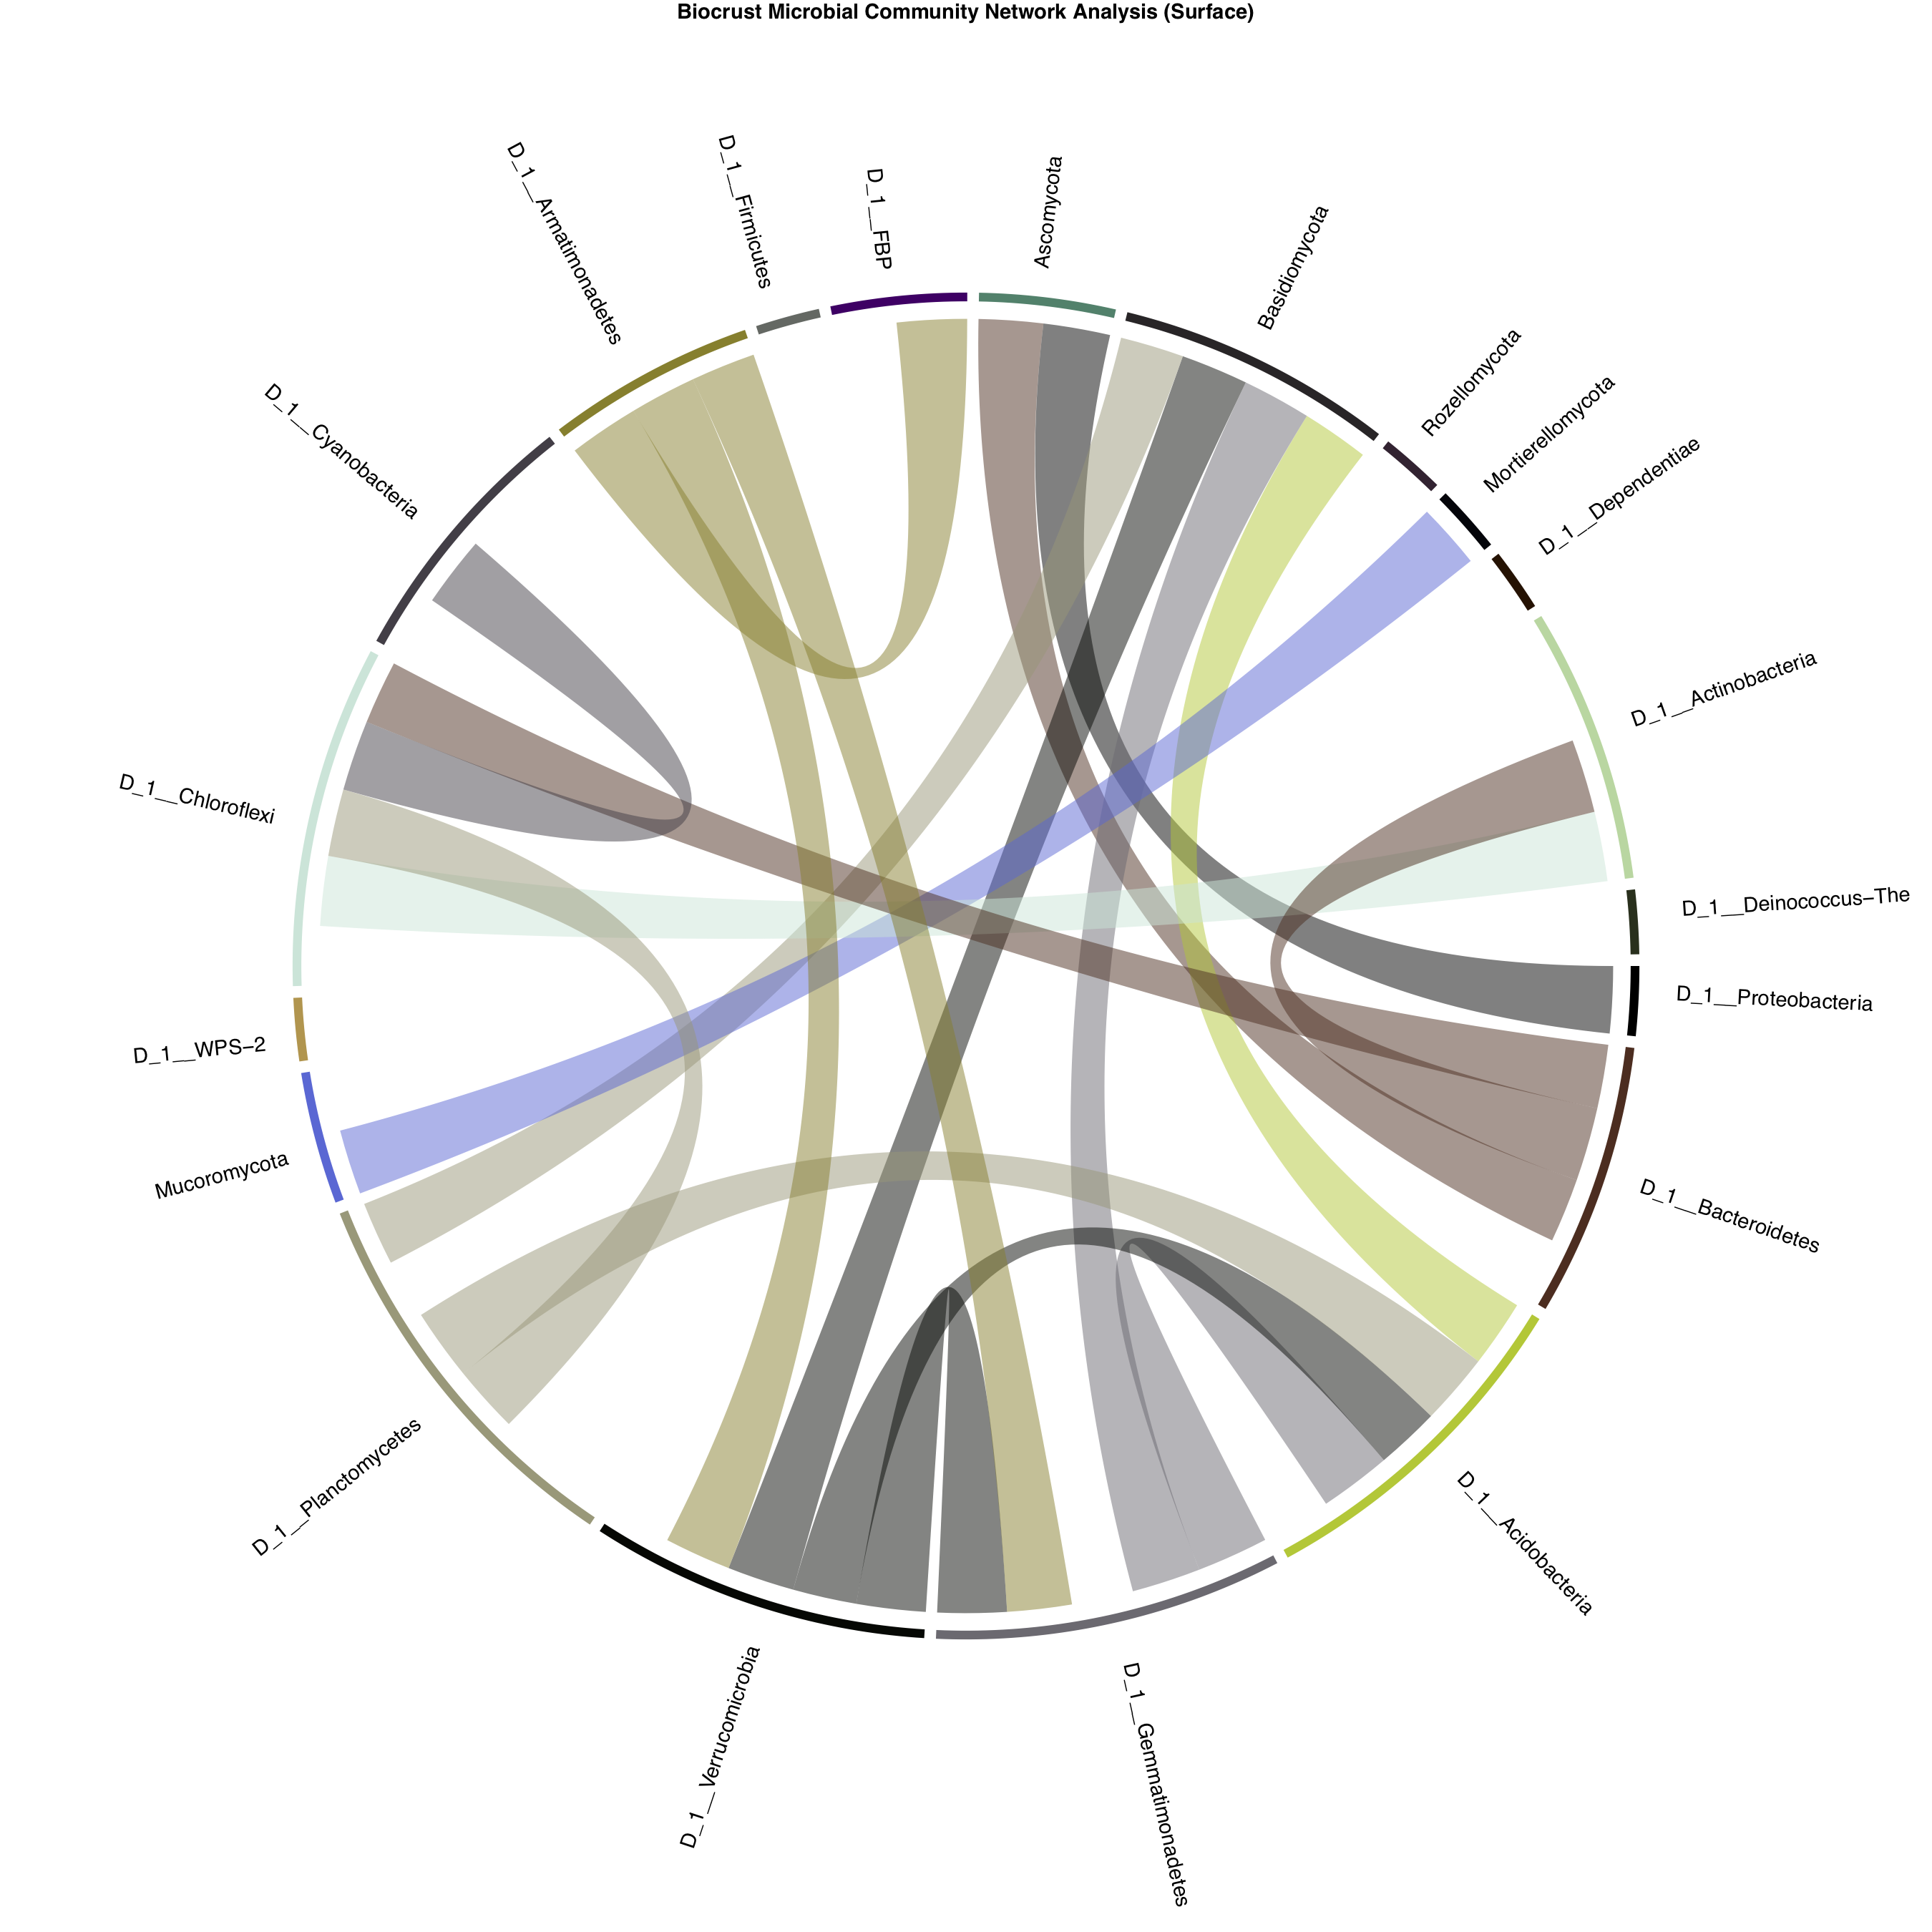 Biocrust Microbial Community Network Analysis (Surface)
Ascomycota
Basidiomycota
Rozellomycota
Mortierellomycota
D_1__Dependentiae
D_1__Actinobacteria
D_1__Deinococcus−The
D_1__Proteobacteria
D_1__Bacteroidetes
D_1__Acidobacteria
D_1__Gemmatimonadetes
D_1__Verrucomicrobia
D_1__Planctomycetes
Mucoromycota
D_1__WPS−2
D_1__Chloroflexi
D_1__Cyanobacteria
D_1__Armatimonadetes
D_1__Firmicutes
D_1__FBP